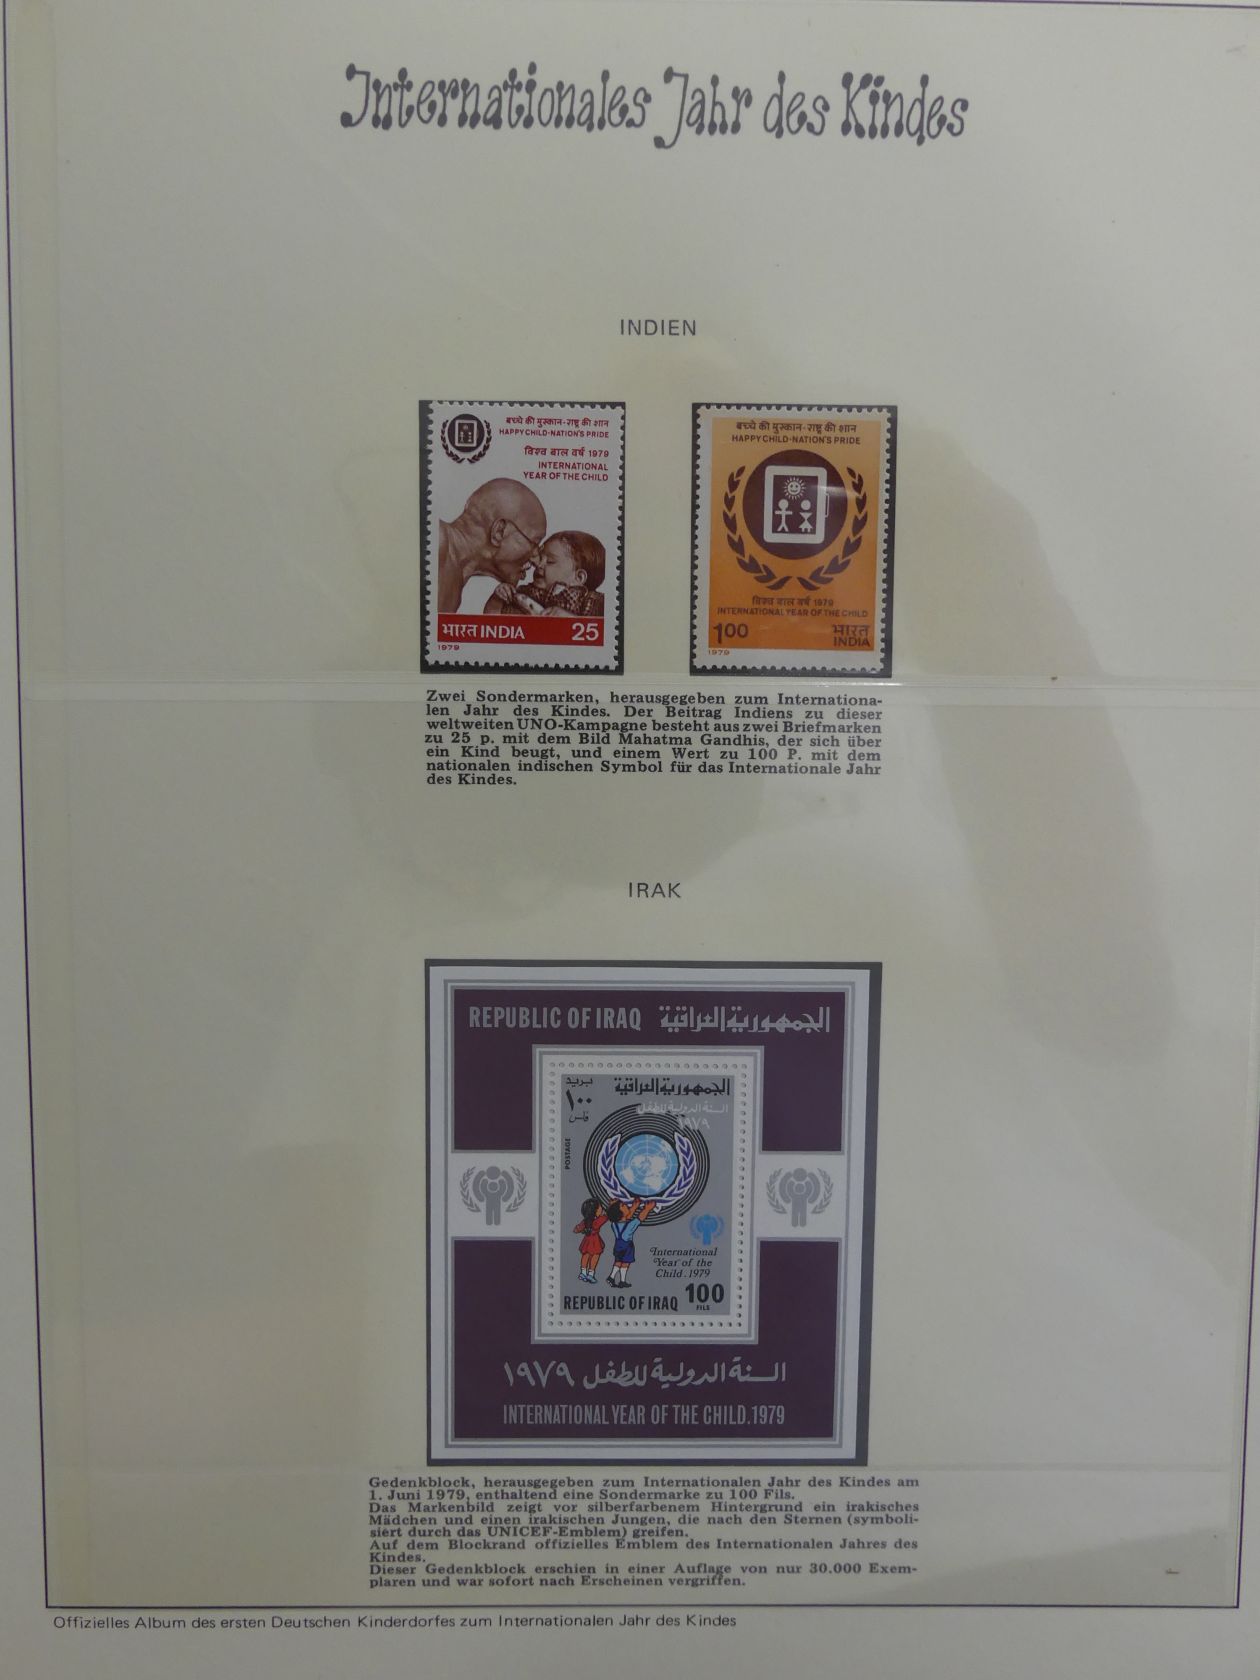 Internationales Jahr des Kindes
INDIEN
बच्चे की मुस्कान-राष्ट्र की शान
HAPPY CHILD-NATION'S PRIDE
विश्व बाल वर्ष 1979
INTERNATIONAL
YEAR OF THE CHILD
भारत INDIA 25
1979
बच्चे की मुस्कान-राष्ट्र की शान
HAPPY CHILD-NATION'S PRIDE
विश्व बाल वर्ष 1979
INTERNATIONAL YEAR OF THE CHILD
1.00 भारत
INDIA
1979
Zwei Sondermarken, herausgegeben zum Internationa-
len Jahr des Kindes. Der Beitrag Indiens zu dieser
weltweiten UNO-Kampagne besteht aus zwei Briefmarken
zu 25 p. mit dem Bild Mahatma Gandhis, der sich über
ein Kind beugt, und einem Wert zu 100 P. mit dem
nationalen indischen Symbol für das Internationale Jahr
des Kindes.
IRAK
REPUBLIC OF IRAQ الجمهورية العراقية
بريد الجمهورية العراقية
١٠٠ السنة الدولية للطفل
فلس ١٩٧٩
POSTAGE
International
Year of the
Child.1979
REPUBLIC OF IRAQ 100
FILS
السنة الدولية للطفل ١٩٧٩
INTERNATIONAL YEAR OF THE CHILD.1979
Gedenkblock, herausgegeben zum Internationalen Jahr des Kindes am
1. Juni 1979, enthaltend eine Sondermarke zu 100 Fils.
Das Markenbild zeigt vor silberfarbenem Hintergrund ein irakisches
Mädchen und einen irakischen Jungen, die nach den Sternen (symboli-
siert durch das UNICEF-Emblem) greifen.
Auf dem Blockrand offizielles Emblem des Internationalen Jahres des
Kindes.
Dieser Gedenkblock erschien in einer Auflage von nur 30.000 Exem-
plaren und war sofort nach Erscheinen vergriffen.
Offizielles Album des ersten Deutschen Kinderdorfes zum Internationalen Jahr des Kindes